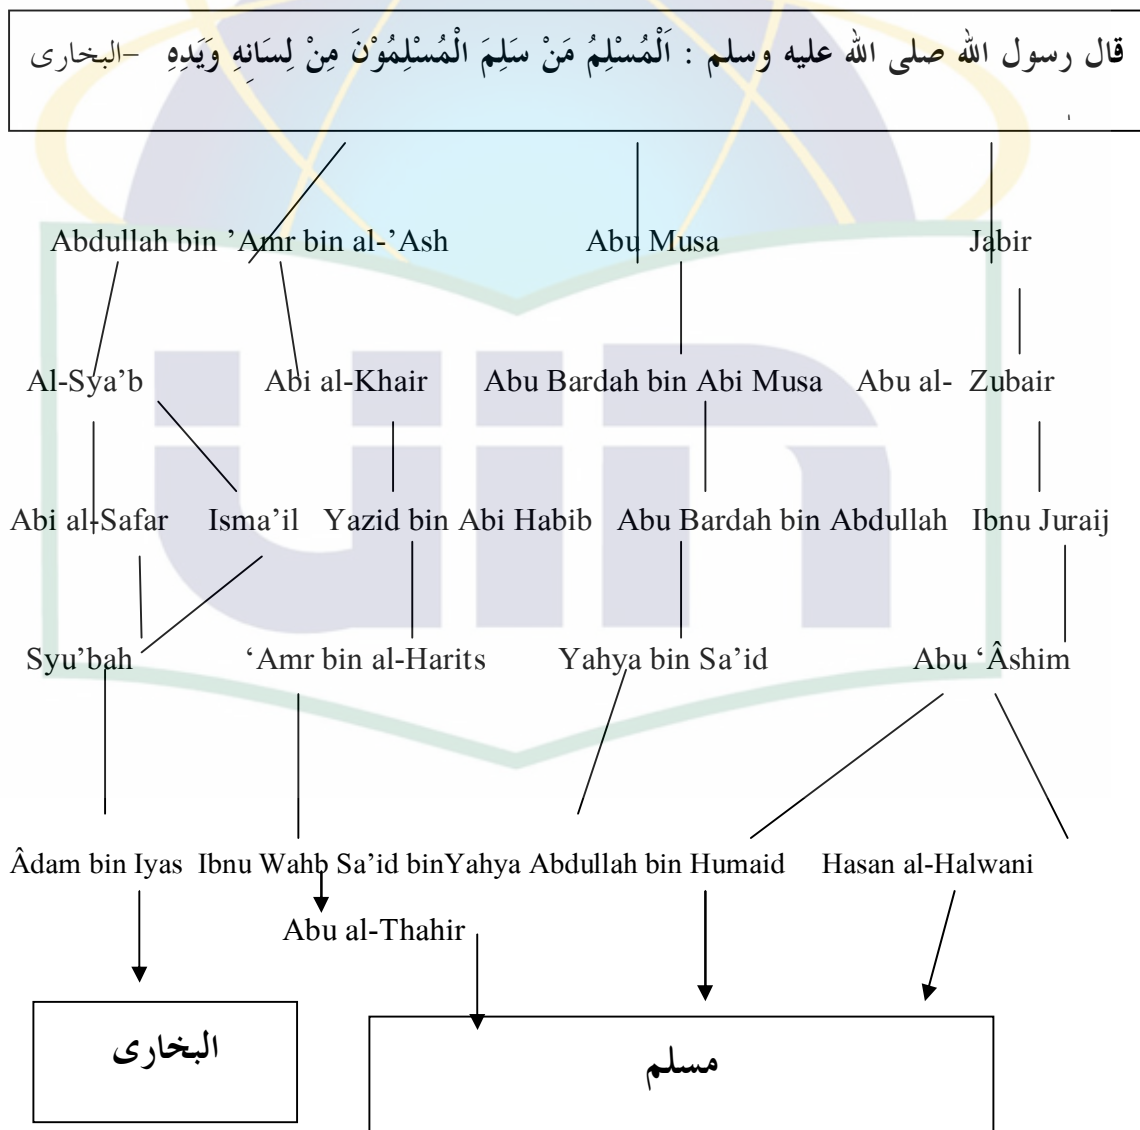 قال رسول الله صلى الله عليه وسلم : اَلْمُسْلِمُ مَنْ سَلِمَ الْمُسْلِمُوْنَ مِنْ لِسَانِهِ وَيَدِهِ –البخارى
Abdullah bin ’Amr bin al-’Ash Abu Musa Jabir
Al-Sya’b Abi al-Khair Abu Bardah bin Abi Musa Abu al- Zubair
Abi al-Safar Isma’il Yazid bin Abi Habib Abu Bardah bin Abdullah Ibnu Juraij
Syu’bah ‘Amr bin al-Harits Yahya bin Sa’id Abu ‘Âshim
Âdam bin Iyas Ibnu Wahb Sa’id binYahya Abdullah bin Humaid Hasan al-Halwani
Abu al-Thahir
البخارى
مسلم
uin